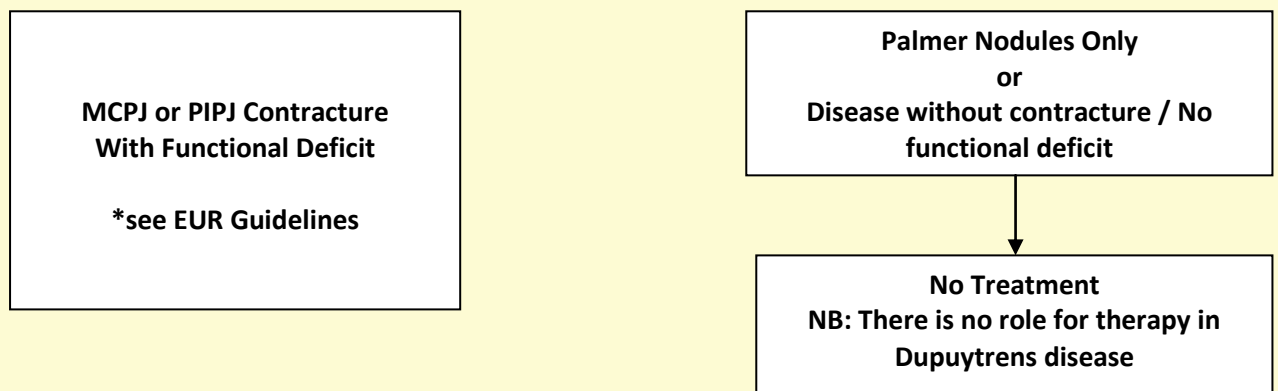 MCPJ or PIPJ Contracture
With Functional Deficit
*see EUR Guidelines
Palmer Nodules Only
or
Disease without contracture / No
functional deficit
No Treatment
NB: There is no role for therapy in
Dupuytrens disease